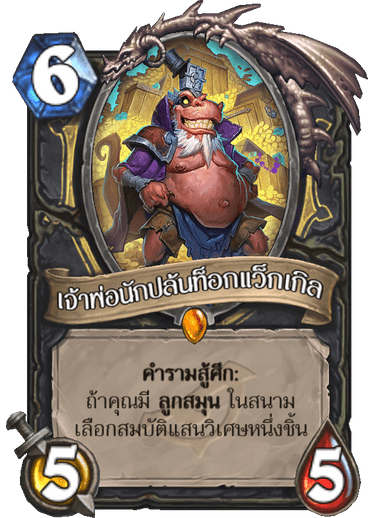 6
เจ้าพ่อนักปลันท็อกแว็กเกิล
คำรามสู้ศึก:
ถ้าคุณมี ลูกสมุน ในสนาม
เลือกสมบัติแสนวิเศษหนึ่งชิ้น
5
5